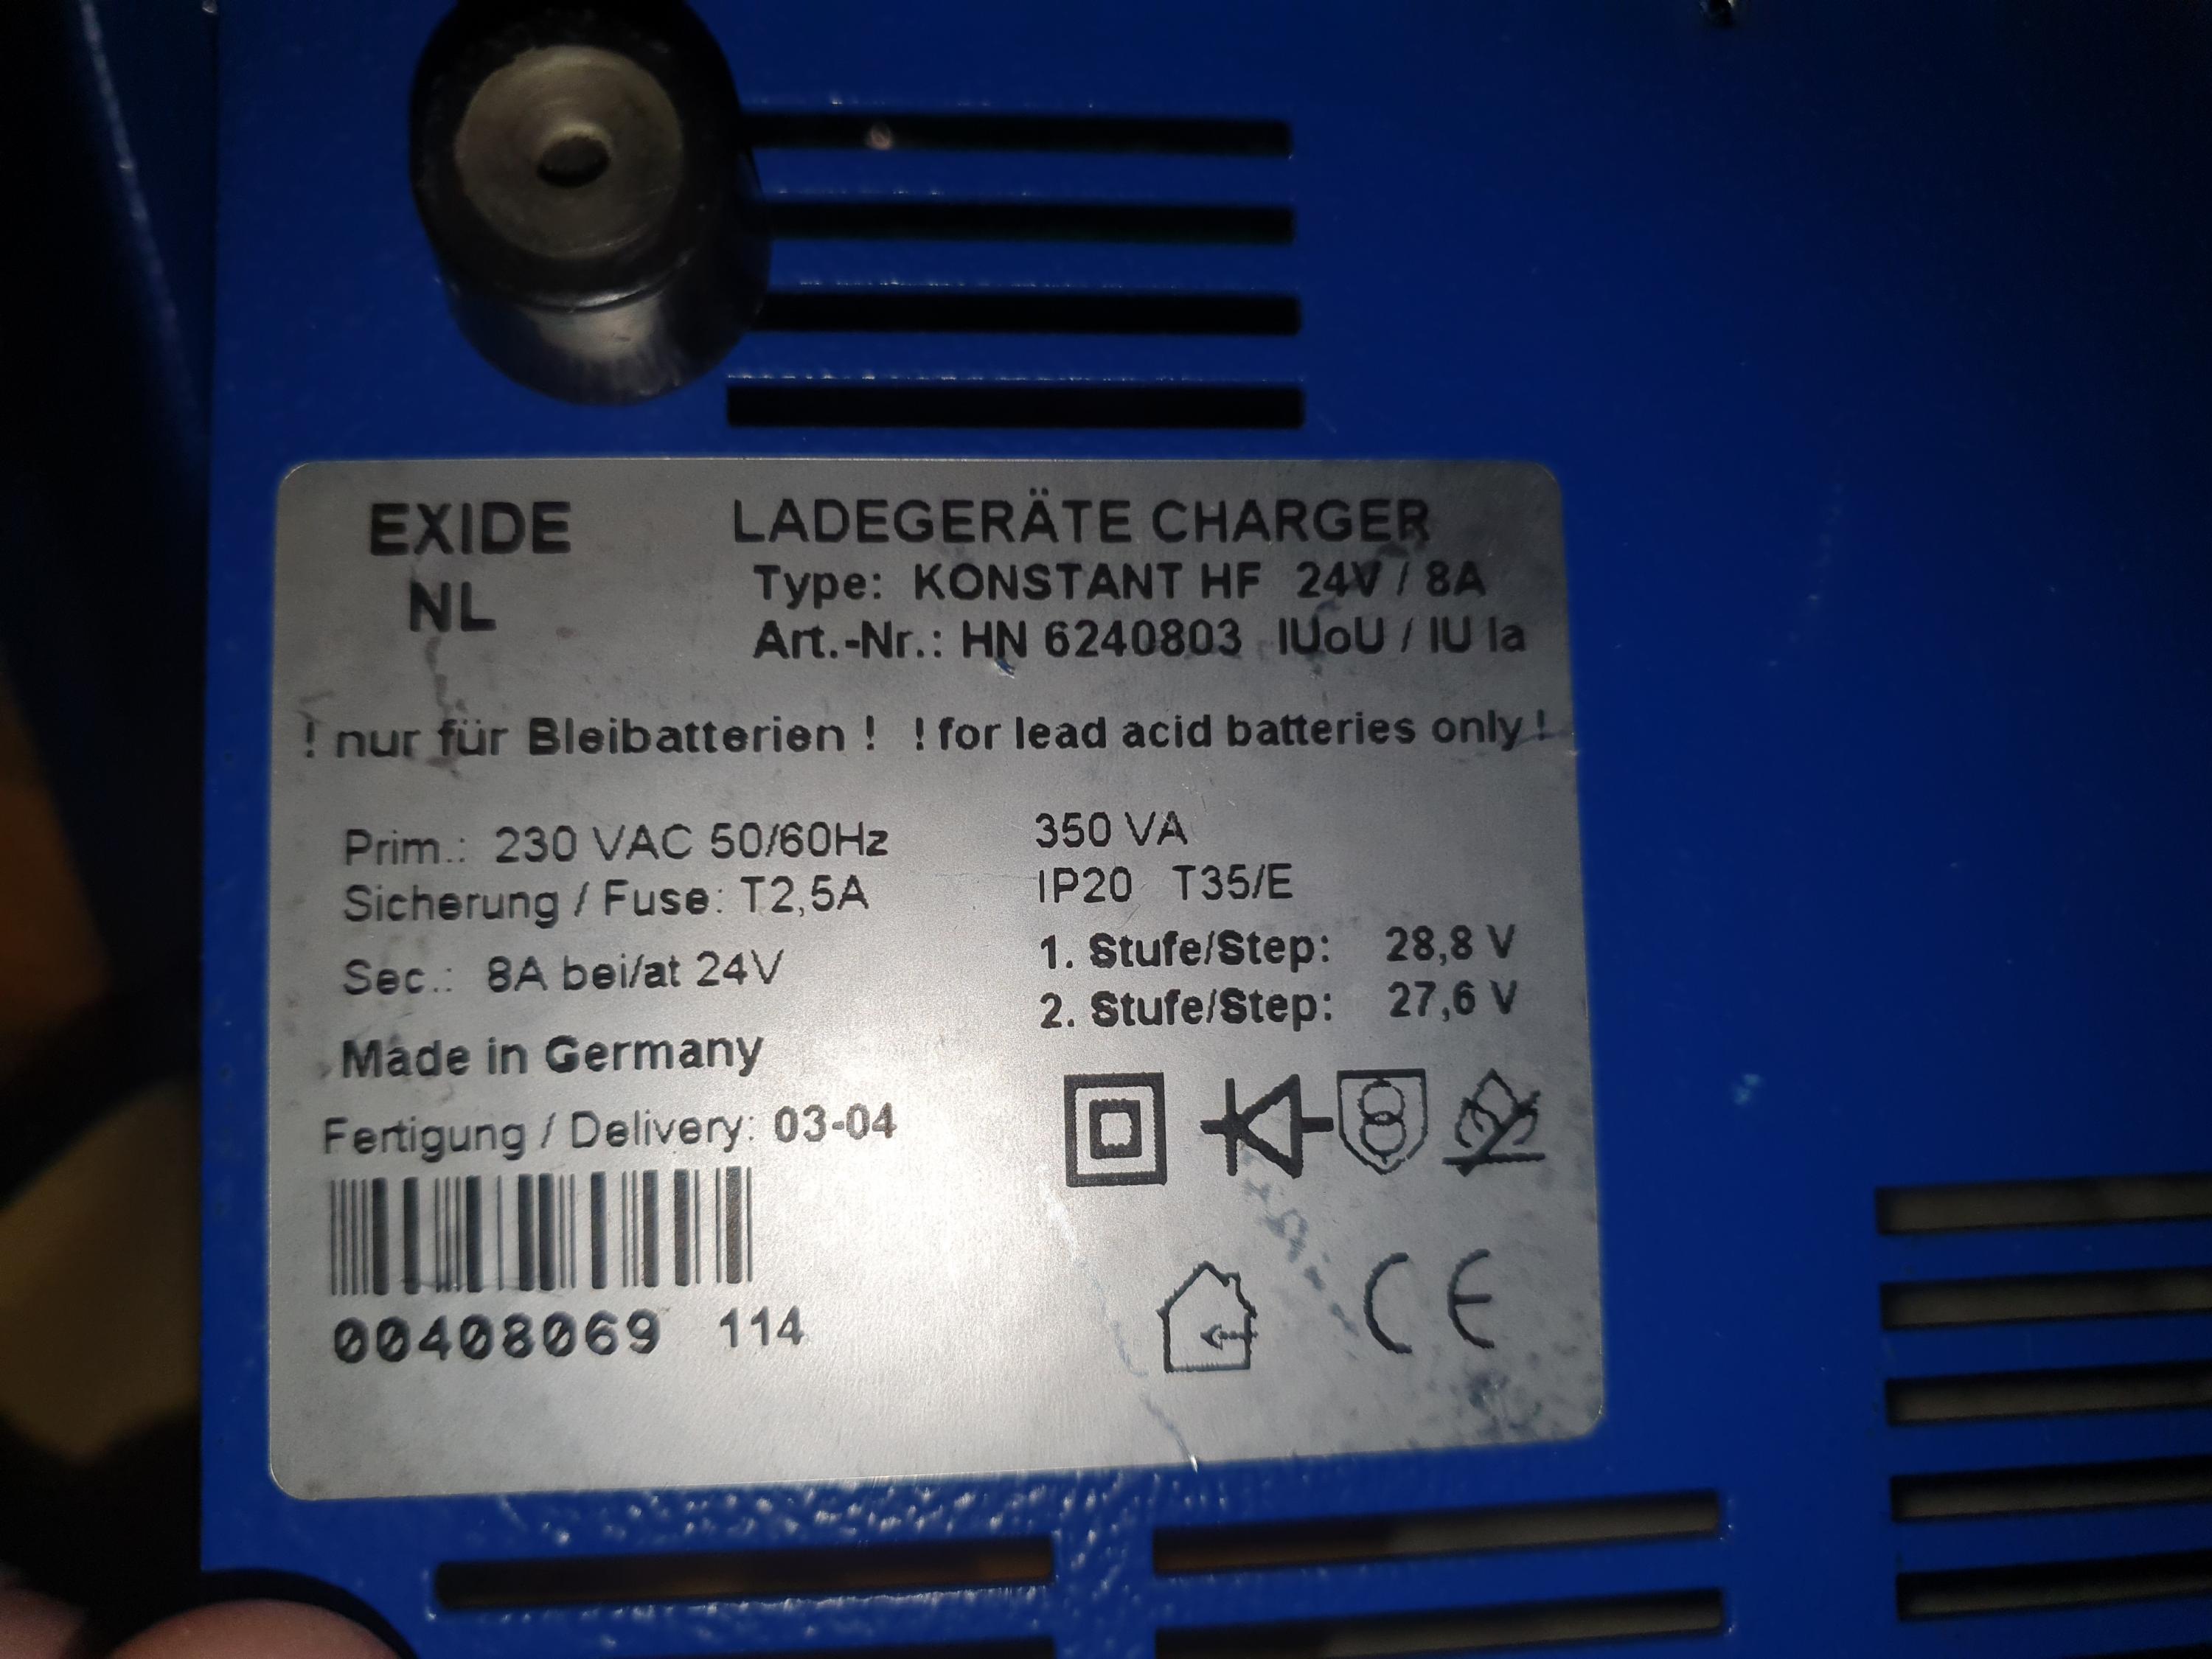 EXIDE
NL
LADEGERÄTE CHARGER
Type: KONSTANT HF 24V / 8A
Art.-Nr.: HN 6240803 IUoU / IU Ia
! nur für Bleibatterien ! ! for lead acid batteries only !
Prim.: 230 VAC 50/60Hz
Sicherung / Fuse: T2,5A
Sec.: 8A bei/at 24V
350 VA
IP20 T35/E
1. Stufe/Step: 28,8 V
2. Stufe/Step: 27,6 V
Made in Germany
Fertigung / Delivery: 03-04
00408069 114
CE